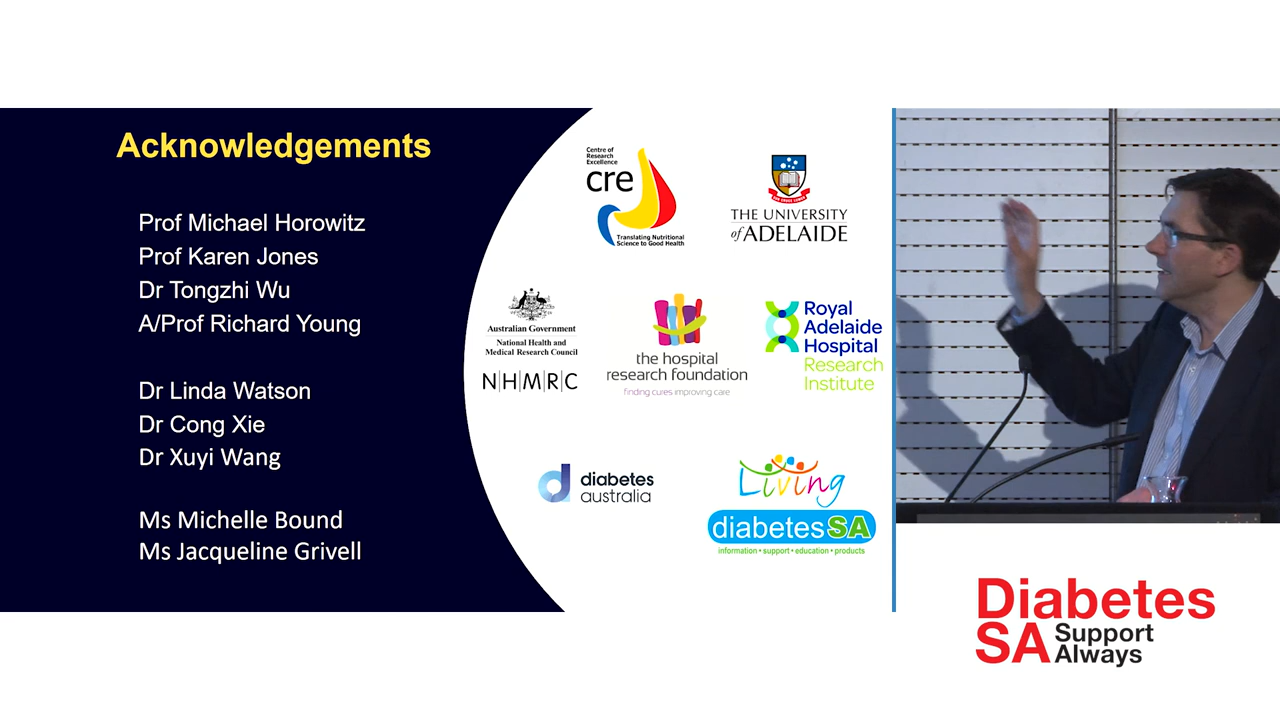 Acknowledgements
Prof Michael Horowitz
Prof Karen Jones
Dr Tongzhi Wu
A/Prof Richard Young
Dr Linda Watson
Dr Cong Xie
Dr Xuyi Wang
Ms Michelle Bound
Ms Jacqueline Grivell
Centre of
Research
Excellence
cre
Translating Nutritional
Science to Good Health
THE UNIVERSITY
of ADELAIDE
Australian Government
National Health and
Medical Research Council
N|H|M|R|C
the hospital
research foundation
finding cures improving care
Royal
Adelaide
Hospital
Research
Institute
diabetes
australia
Living
diabetesSA
information • support • education • products
Diabetes
SA Support
Always